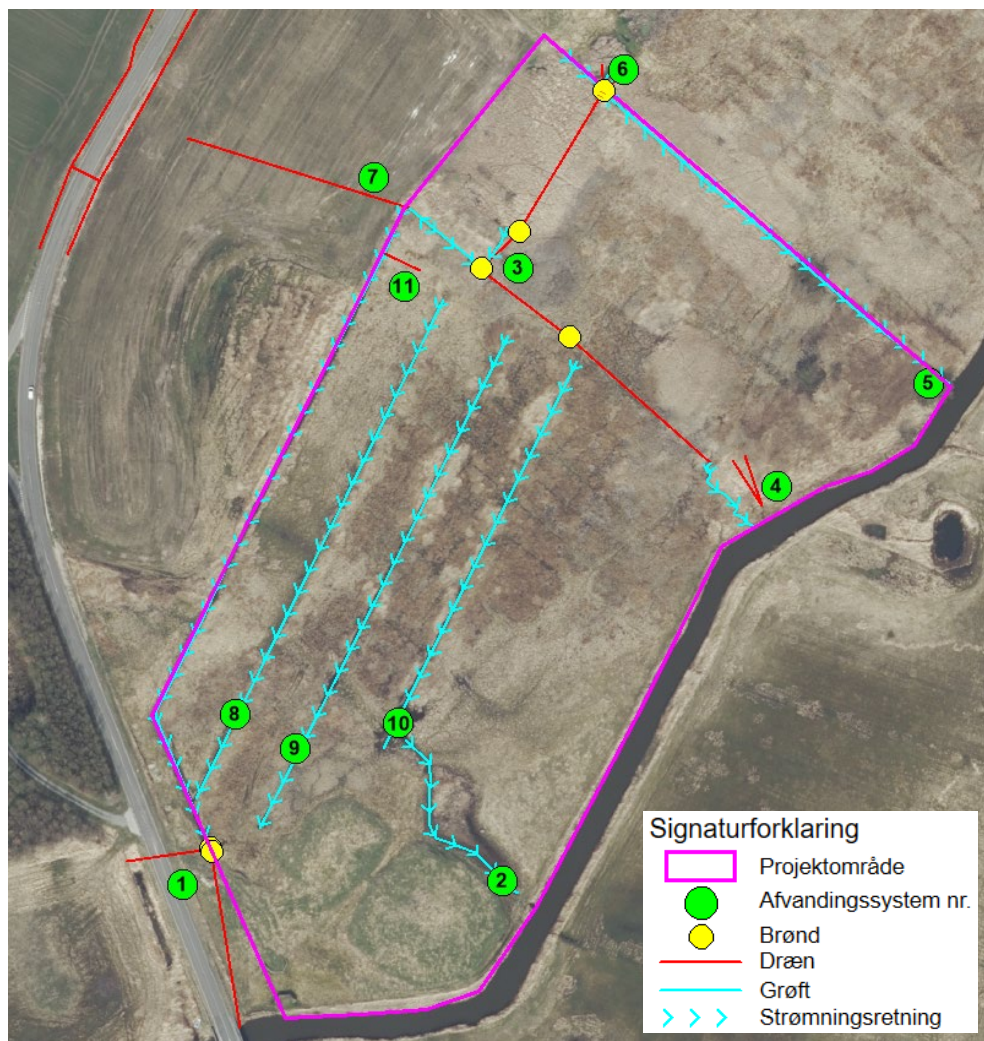 6
7
3
11
5
4
8
10
9
2
1
Signaturforklaring
Projektområde
Afvandingssystem nr.
Brønd
Dræn
Grøft
Strømningsretning